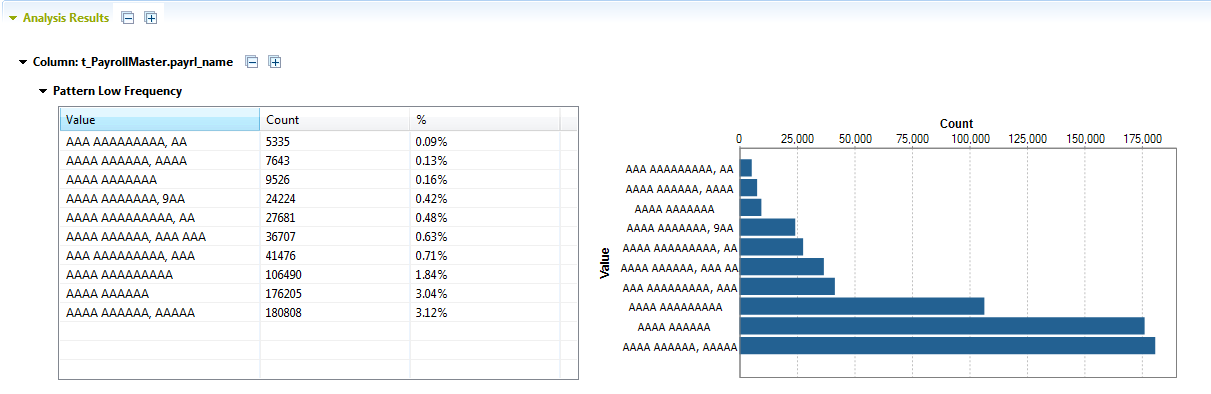 Analysis Results
Column: t_PayrollMaster.payrl_name
Pattern Low Frequency
Value Count %
AAA AAAAAAAAA, AA 5335 0.09%
AAAA AAAAAA, AAAA 7643 0.13%
AAAA AAAAAAA 9526 0.16%
AAAA AAAAAAA, 9AA 24224 0.42%
AAAA AAAAAAAAA, AA 27681 0.48%
AAAA AAAAAA, AAA AAA 36707 0.63%
AAA AAAAAAAAA, AAA 41476 0.71%
AAAA AAAAAAAAA 106490 1.84%
AAAA AAAAAA 176205 3.04%
AAAA AAAAAA, AAAAA 180808 3.12%
Count
0 25,000 50,000 75,000 100,000 125,000 150,000 175,000
Value
AAA AAAAAAAAA, AA
AAAA AAAAAA, AAAA
AAAA AAAAAAA
AAAA AAAAAAA, 9AA
AAAA AAAAAAAAA, AA
AAAA AAAAAA, AAA AA
AAA AAAAAAAAA, AAA
AAAA AAAAAAAAA
AAAA AAAAAA
AAAA AAAAAA, AAAAA